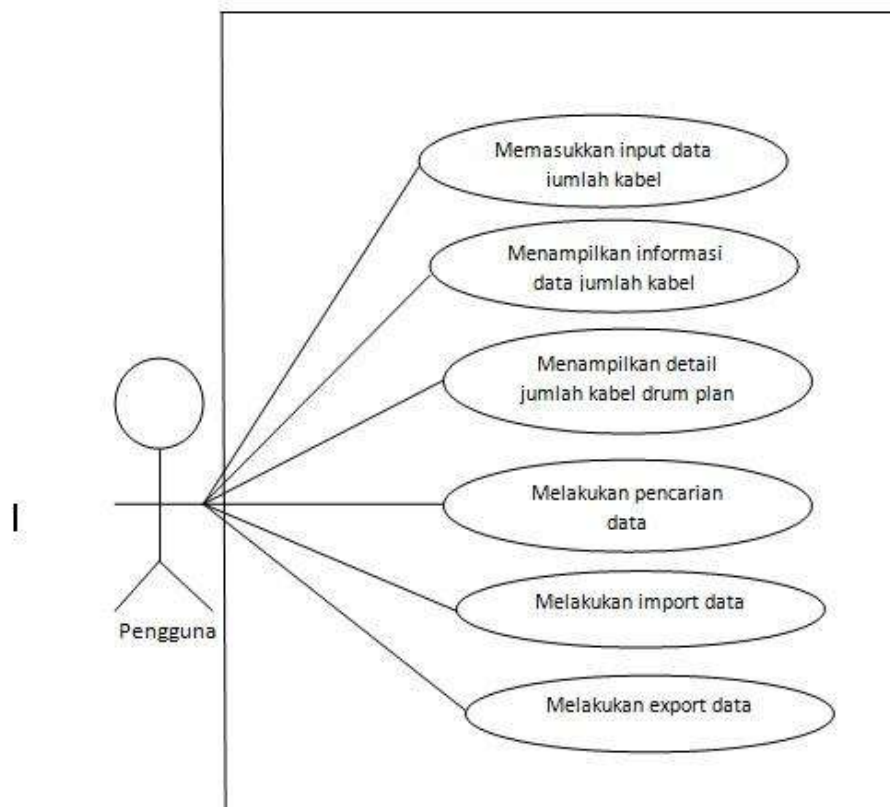 Memasukkan input data
jumlah kabel
Menampilkan informasi
data jumlah kabel
Menampilkan detail
jumlah kabel drum plan
Melakukan pencarian
data
Melakukan import data
Pengguna
Melakukan export data